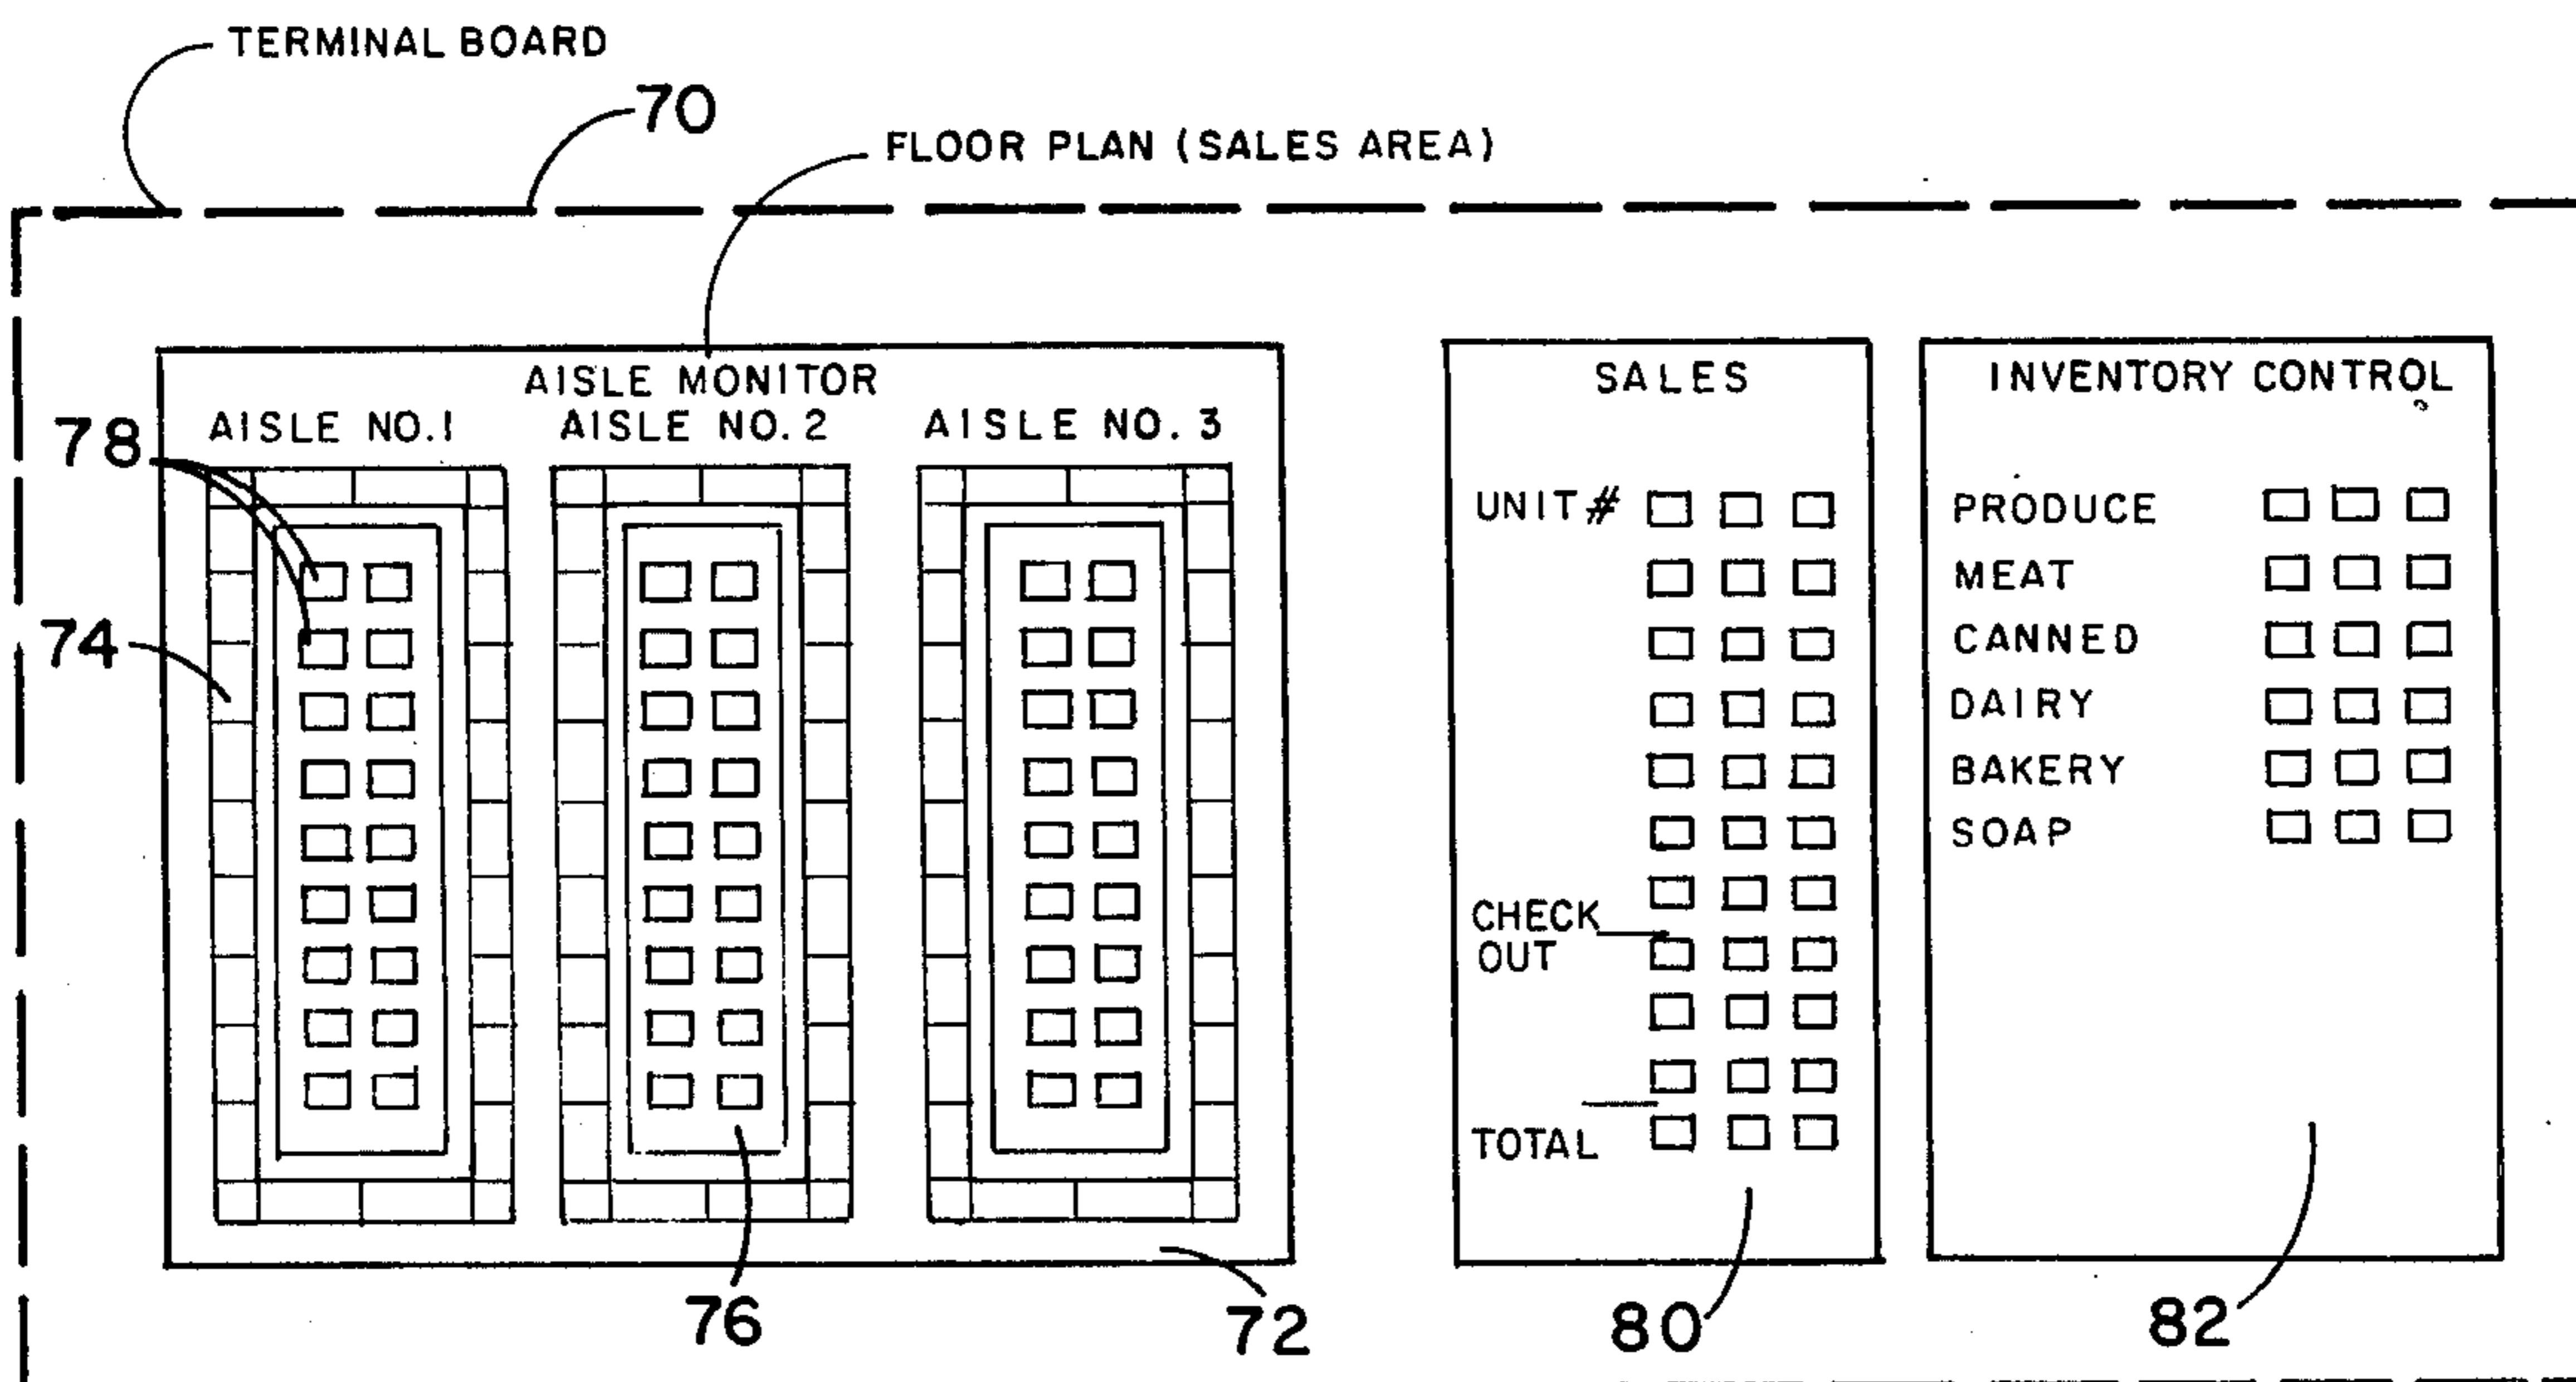 TERMINAL BOARD
70
FLOOR PLAN (SALES AREA)
AISLE MONITOR
AISLE NO. 1 AISLE NO. 2 AISLE NO. 3
78
74
76
72
SALES
UNIT #
CHECK
OUT
TOTAL
80
INVENTORY CONTROL
PRODUCE
MEAT
CANNED
DAIRY
BAKERY
SOAP
82